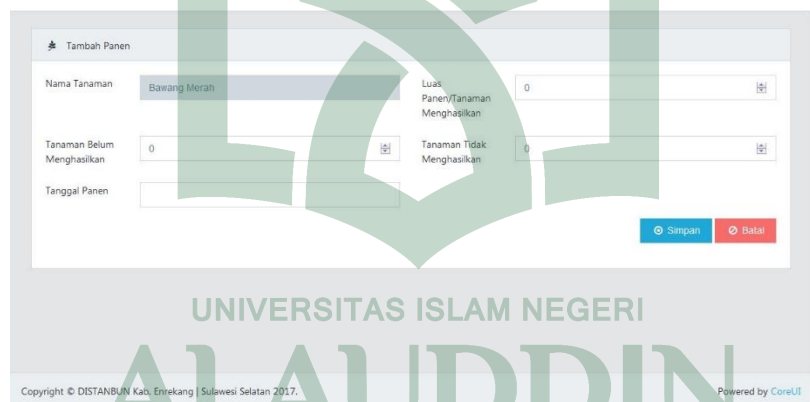 Tambah Panen
Nama Tanaman
Bawang Merah
Luas
Panen/Tanaman
Menghasilkan
0
Tanaman Belum
Menghasilkan
0
Tanaman Tidak
Menghasilkan
0
Tanggal Panen
Simpan
Batal
UNIVERSITAS ISLAM NEGERI
ALAUDDIN
Copyright © DISTANBUN Kab. Enrekang | Sulawesi Selatan 2017.
Powered by CoreUI